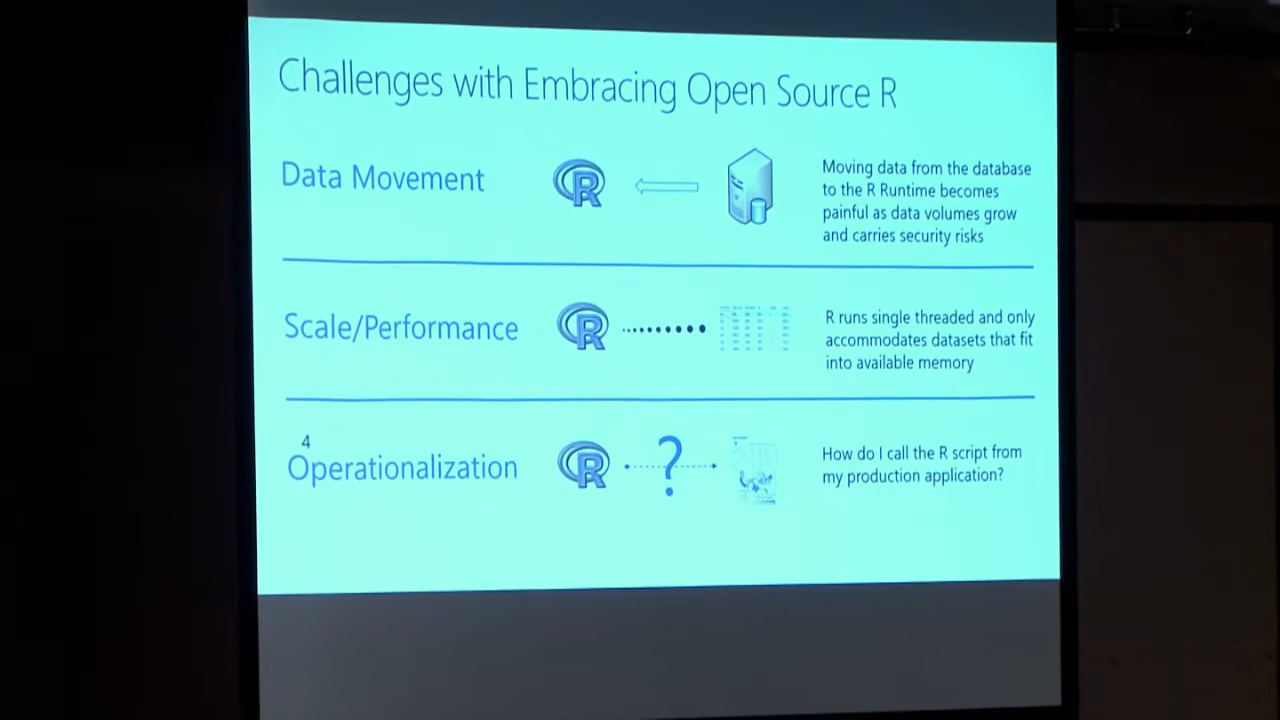 Challenges with Embracing Open Source R
Data Movement
R
Moving data from the database
to the R Runtime becomes
painful as data volumes grow
and carries security risks
Scale/Performance
R
R runs single threaded and only
accommodates datasets that fit
into available memory
4
Operationalization
R
?
How do I call the R script from
my production application?